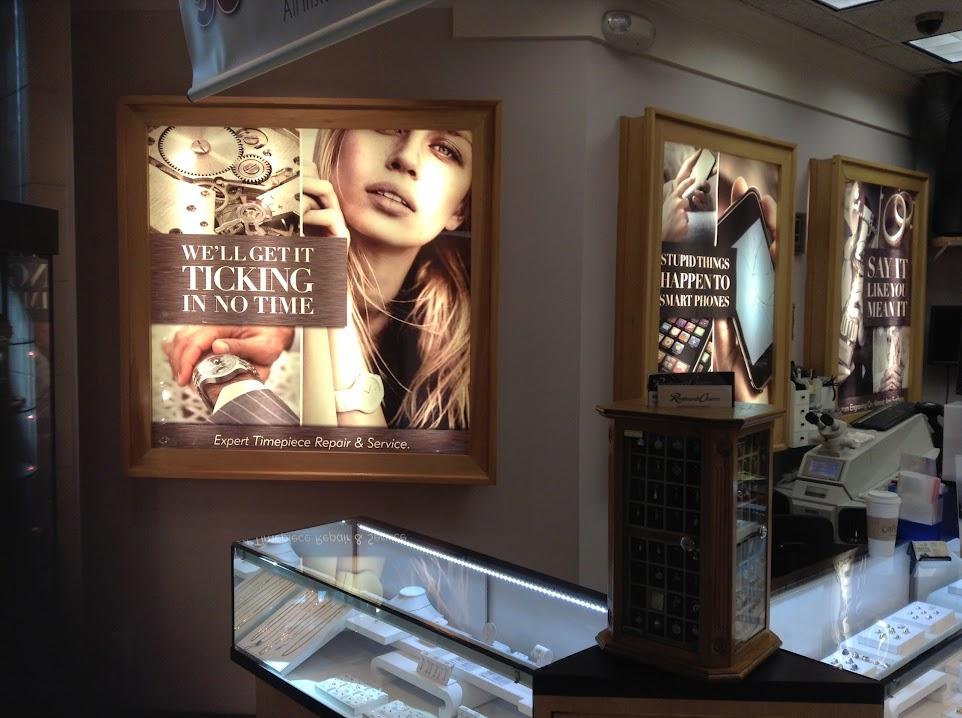 WE'LL GET IT
TICKING
IN NO TIME
Expert Timepiece Repair & Service.
STUPID THINGS
HAPPEN TO
SMART PHONES
SAY IT
LIKE YOU
MEAN IT